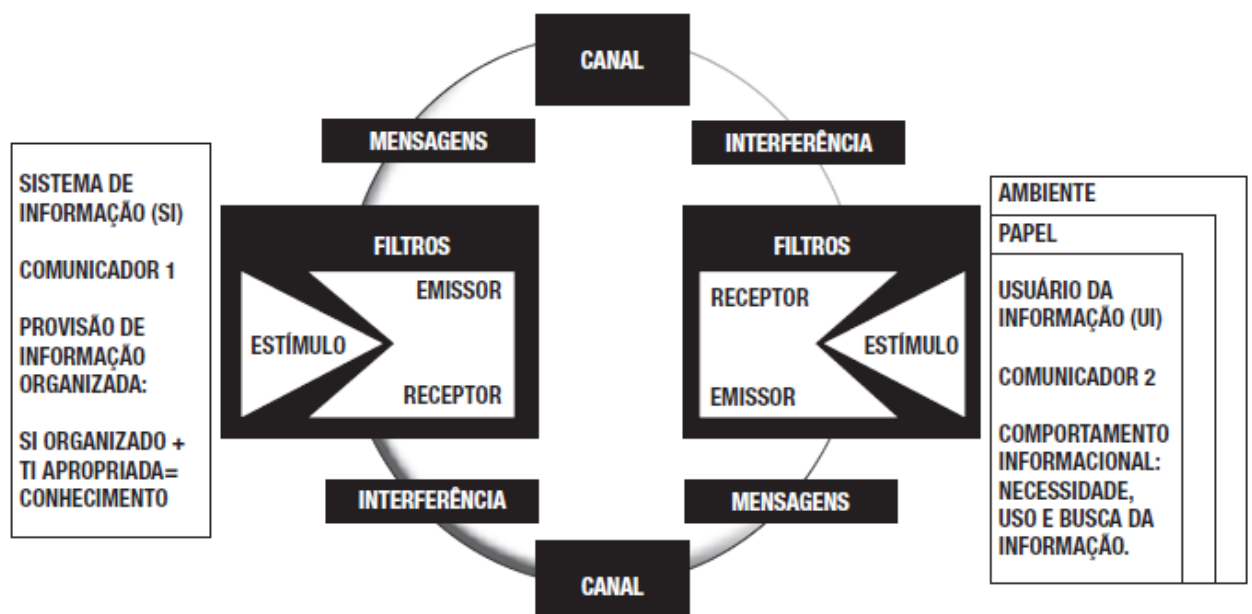 CANAL
MENSAGENS
INTERFERÊNCIA
SISTEMA DE
INFORMAÇÃO (SI)
COMUNICADOR 1
PROVISÃO DE
INFORMAÇÃO
ORGANIZADA:
SI ORGANIZADO +
TI APROPRIADA=
CONHECIMENTO
FILTROS
EMISSOR
ESTÍMULO
RECEPTOR
FILTROS
RECEPTOR
ESTÍMULO
EMISSOR
AMBIENTE
PAPEL
USUÁRIO DA
INFORMAÇÃO (UI)
COMUNICADOR 2
COMPORTAMENTO
INFORMACIONAL:
NECESSIDADE,
USO E BUSCA DA
INFORMAÇÃO.
INTERFERÊNCIA
MENSAGENS
CANAL